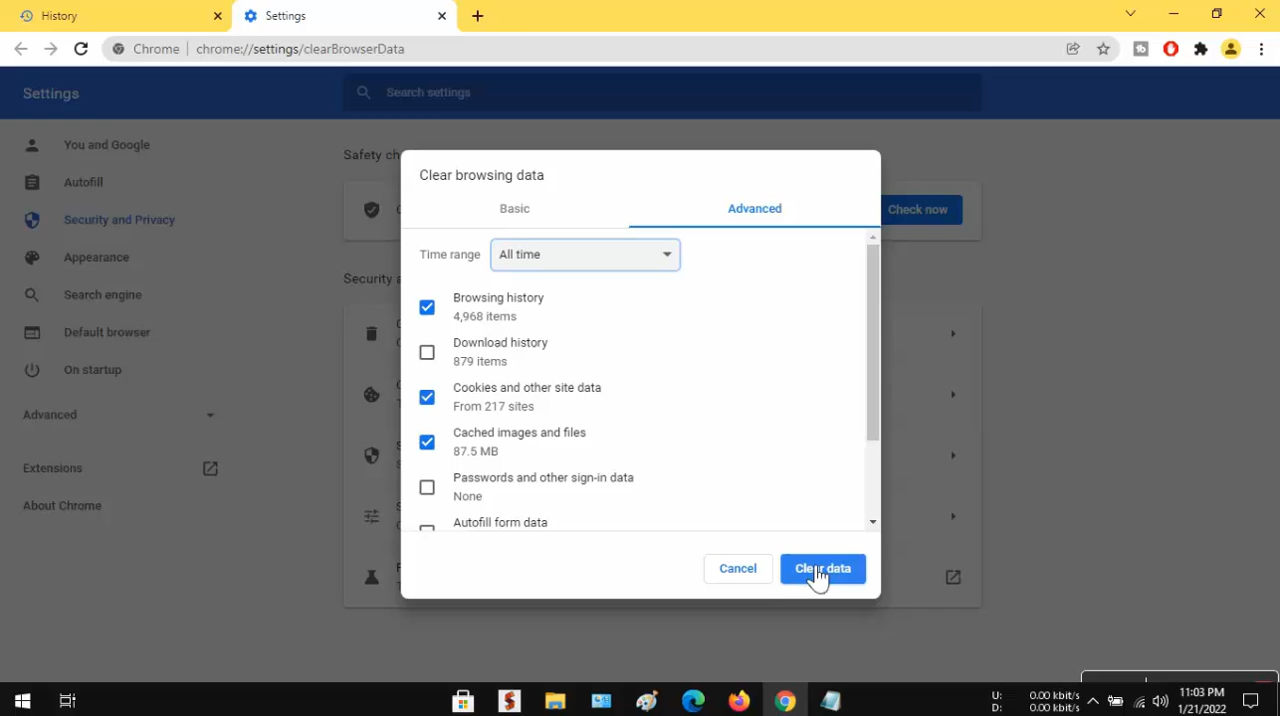 History
Settings
Chrome
chrome://settings/clearBrowserData
Settings
Search settings
You and Google
Autofill
Security and Privacy
Appearance
Search engine
Default browser
On startup
Advanced
Extensions
About Chrome
Safety ch
Check now
Security a
Clear browsing data
Basic
Advanced
Time range
All time
Browsing history
4,968 items
Download history
879 items
Cookies and other site data
From 217 sites
Cached images and files
87.5 MB
Passwords and other sign-in data
None
Autofill form data
Cancel
Clear data
U: 0.00 kbit/s
D: 0.00 kbit/s
11:03 PM
1/21/2022